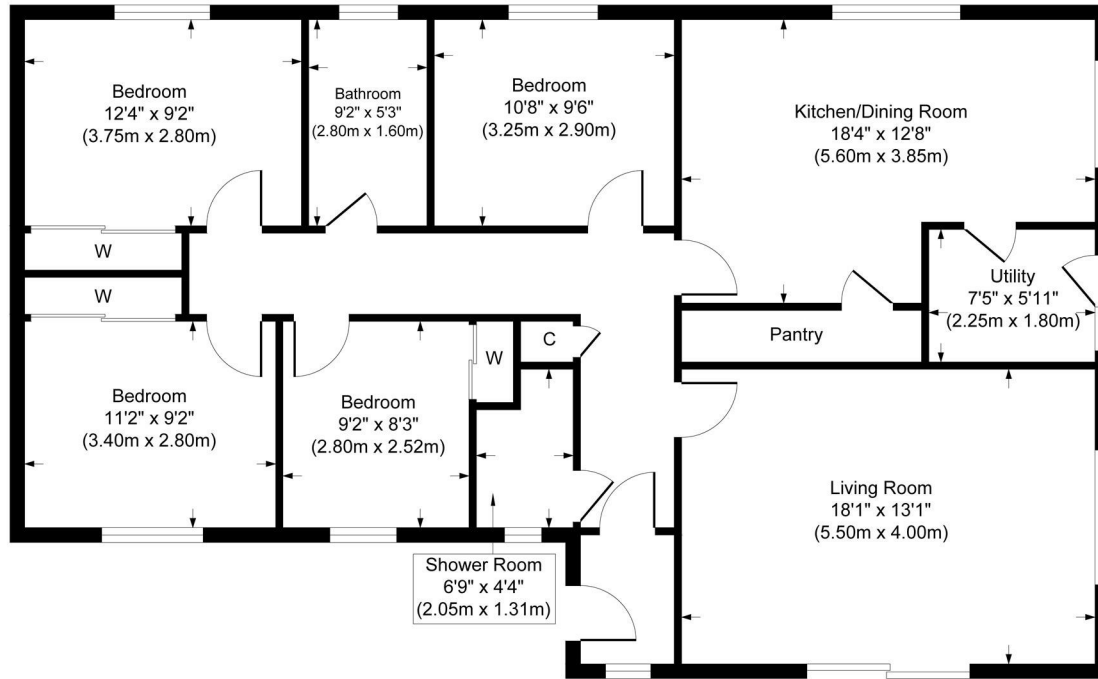 Bedroom
12'4" x 9'2"
(3.75m x 2.80m)
Bathroom
9'2" x 5'3"
(2.80m x 1.60m)
Bedroom
10'8" x 9'6"
(3.25m x 2.90m)
Kitchen/Dining Room
18'4" x 12'8"
(5.60m x 3.85m)
W
W
Utility
7'5" x 5'11"
(2.25m x 1.80m)
Pantry
C
W
Bedroom
11'2" x 9'2"
(3.40m x 2.80m)
Bedroom
9'2" x 8'3"
(2.80m x 2.52m)
Living Room
18'1" x 13'1"
(5.50m x 4.00m)
Shower Room
6'9" x 4'4"
(2.05m x 1.31m)